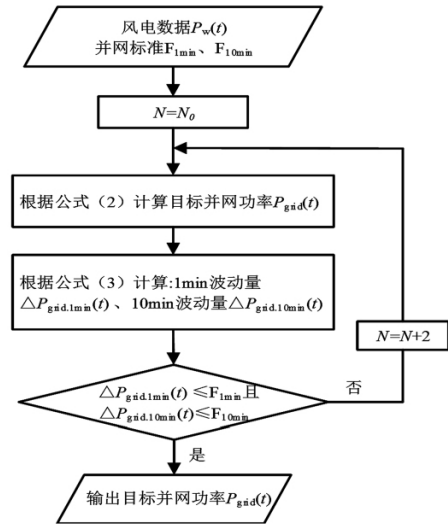 风电数据Pw(t)
并网标准F1min、F10min
N=N0
根据公式（2）计算目标并网功率Pgrid(t)
根据公式（3）计算:1min波动量
△Pgrid.1min(t)、10min波动量△Pgrid.10min(t)
N=N+2
△Pgrid.1min(t) ≤F1min且
△Pgrid.10min(t)≤F10min
否
是
输出目标并网功率Pgrid(t)